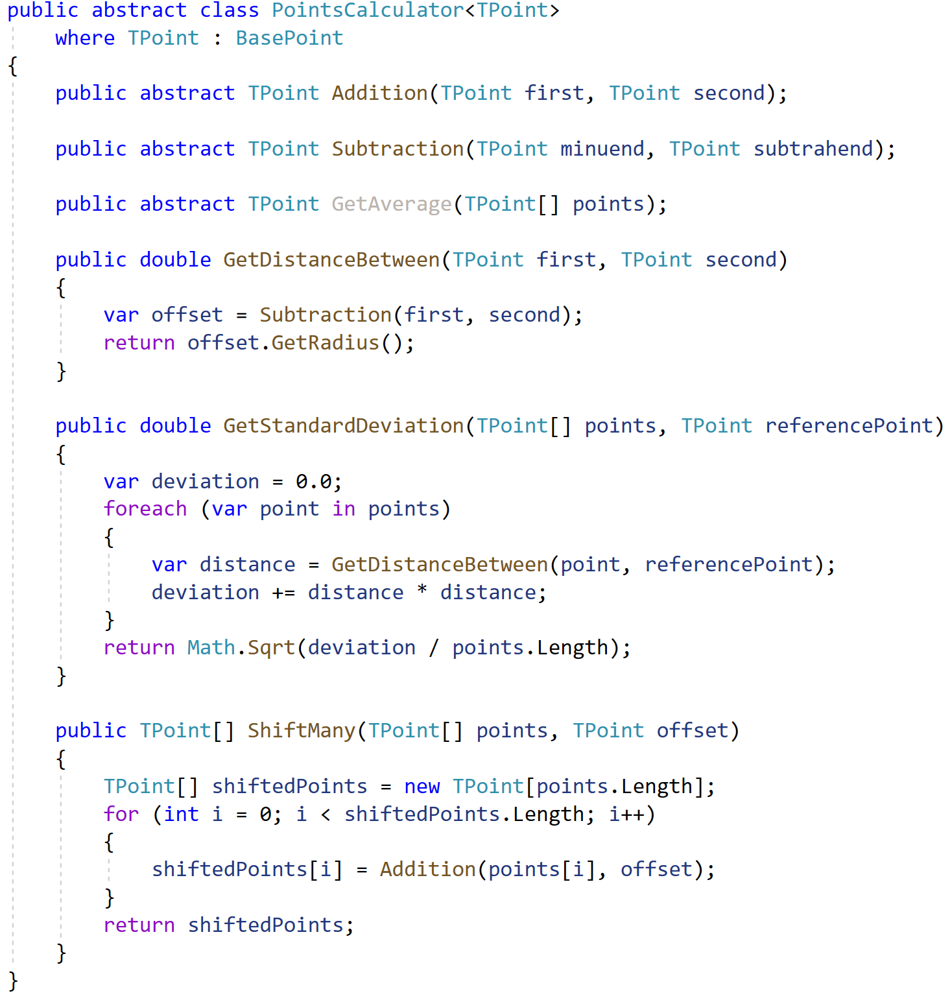 public abstract class PointsCalculator<TPoint>
    where TPoint : BasePoint
{
    public abstract TPoint Addition(TPoint first, TPoint second);

    public abstract TPoint Subtraction(TPoint minuend, TPoint subtrahend);

    public abstract TPoint GetAverage(TPoint[] points);

    public double GetDistanceBetween(TPoint first, TPoint second)
    {
        var offset = Subtraction(first, second);
        return offset.GetRadius();
    }

    public double GetStandardDeviation(TPoint[] points, TPoint referencePoint)
    {
        var deviation = 0.0;
        foreach (var point in points)
        {
            var distance = GetDistanceBetween(point, referencePoint);
            deviation += distance * distance;
        }
        return Math.Sqrt(deviation / points.Length);
    }

    public TPoint[] ShiftMany(TPoint[] points, TPoint offset)
    {
        TPoint[] shiftedPoints = new TPoint[points.Length];
        for (int i = 0; i < shiftedPoints.Length; i++)
        {
            shiftedPoints[i] = Addition(points[i], offset);
        }
        return shiftedPoints;
    }
}